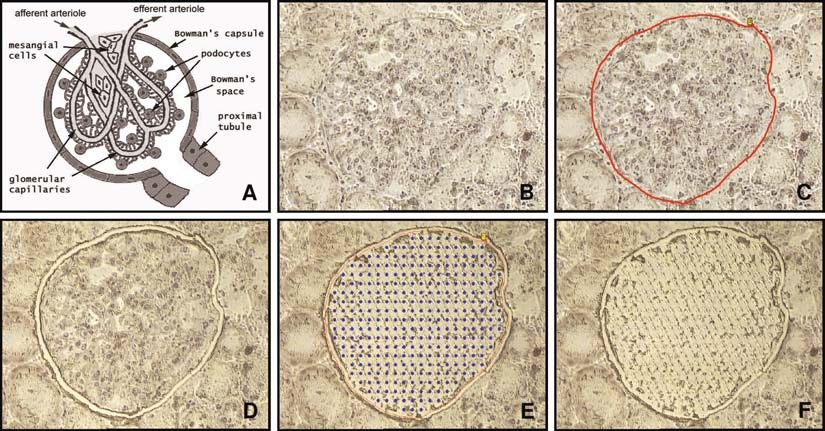 afferent arteriole
efferent arteriole
mesangial
cells
Bowman's capsule
podocytes
Bowman's
space
proximal
tubule
glomerular
capillaries
A
B
C
D
E
F